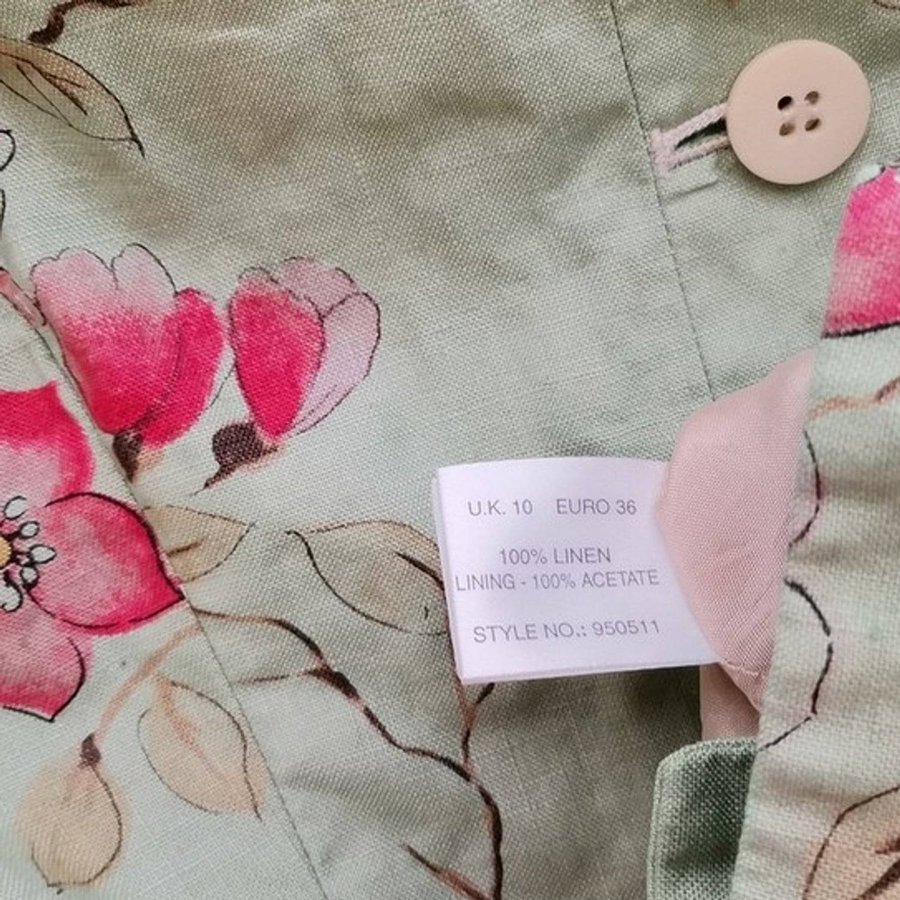 U.K. 10 EURO 36
100% LINEN
LINING - 100% ACETATE
STYLE NO.: 950511